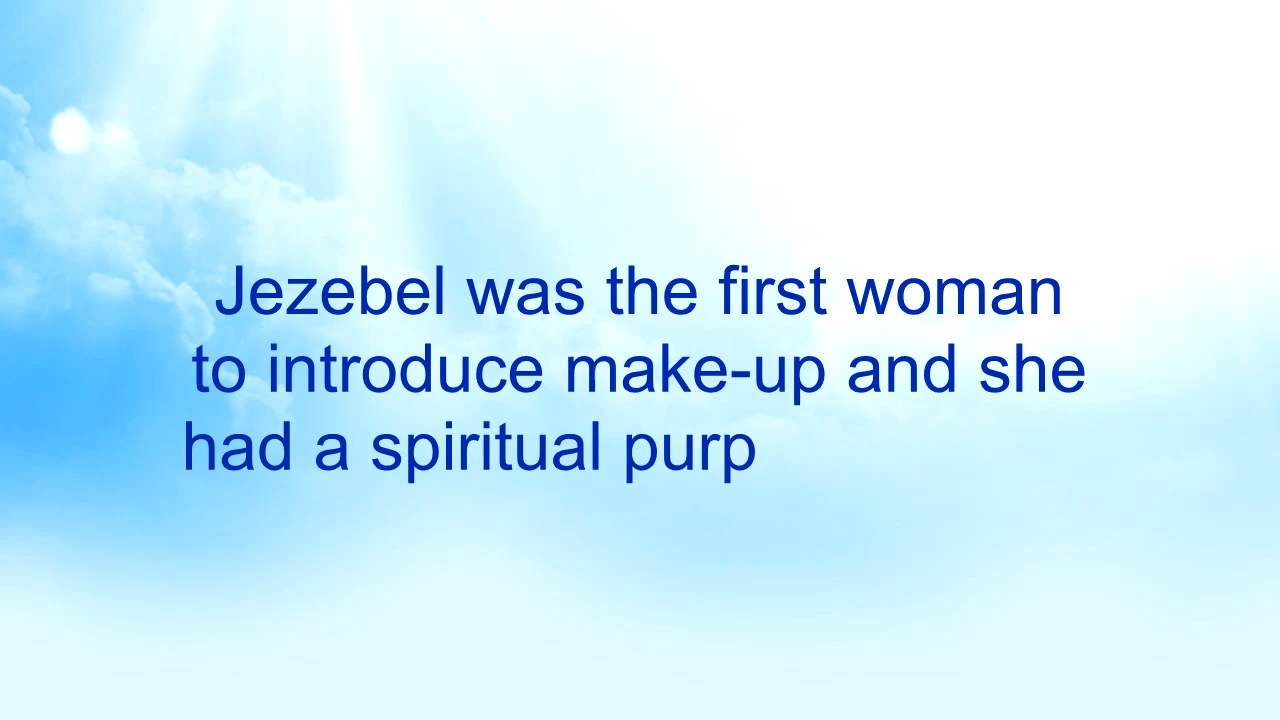 Jezebel was the first woman
to introduce make-up and she
had a spiritual purp